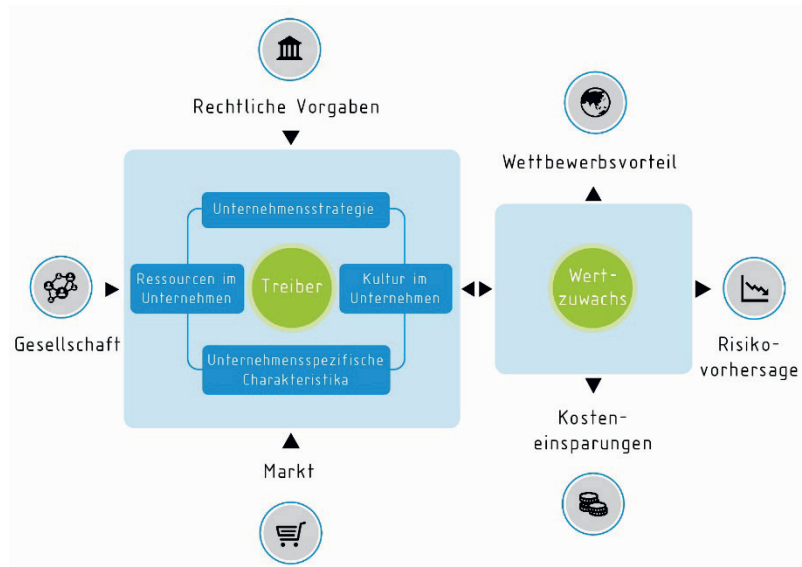 Rechtliche Vorgaben
Wettbewerbsvorteil
Unternehmensstrategie
Ressourcen im
Unternehmen
Treiber
Kultur im
Unternehmen
Wert-
zuwachs
Gesellschaft
Risiko-
vorhersage
Unternehmensspezifische
Charakteristika
Kosten-
einsparungen
Markt